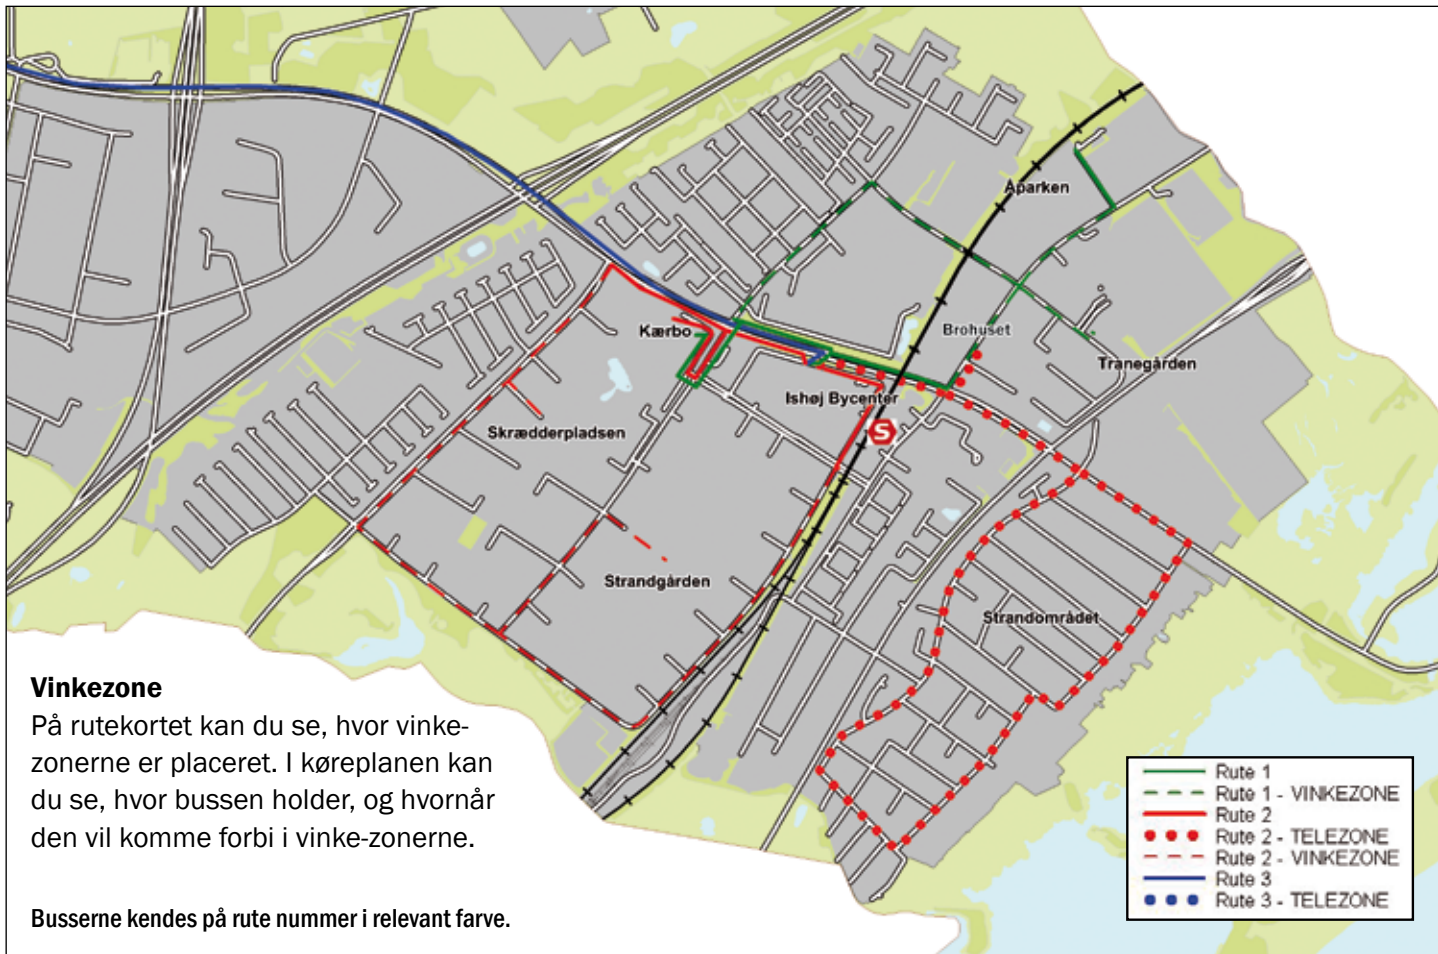 Åparken
Brohuset
Kærbo
Tranegården
Ishøj Bycenter
S
Skrædderpladsen
Strandgården
Strandområdet
Vinkezone
På rutekortet kan du se, hvor vinke-
zonerne er placeret. I køreplanen kan
du se, hvor bussen holder, og hvornår
den vil komme forbi i vinke-zonerne.
Busserne kendes på rute nummer i relevant farve.
Rute 1
Rute 1 - VINKEZONE
Rute 2
Rute 2 - TELEZONE
Rute 2 - VINKEZONE
Rute 3
Rute 3 - TELEZONE